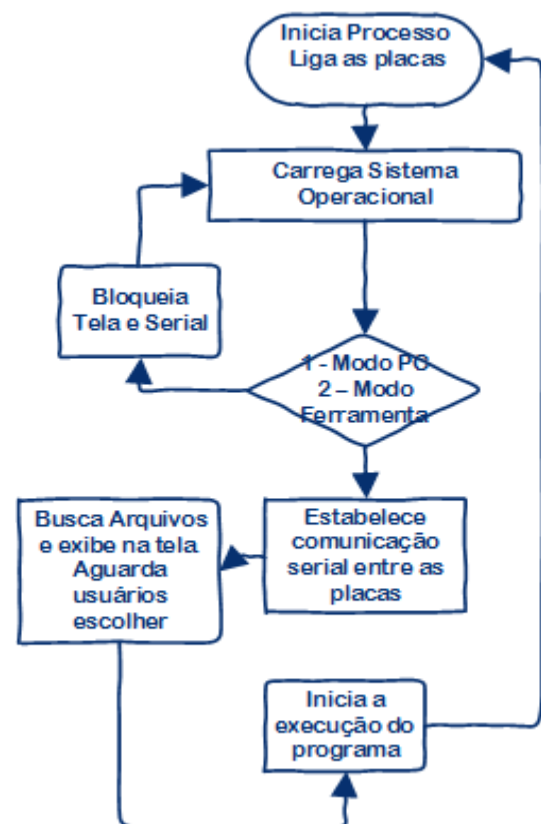 Inicia Processo
Liga as placas
Carrega Sistema
Operacional
Bloqueia
Tela e Serial
1 - Modo PC
2 – Modo
Ferramenta
Estabelece
comunicação
serial entre as
placas
Busca Arquivos
e exibe na tela.
Aguarda
usuários
escolher
Inicia a
execução do
programa